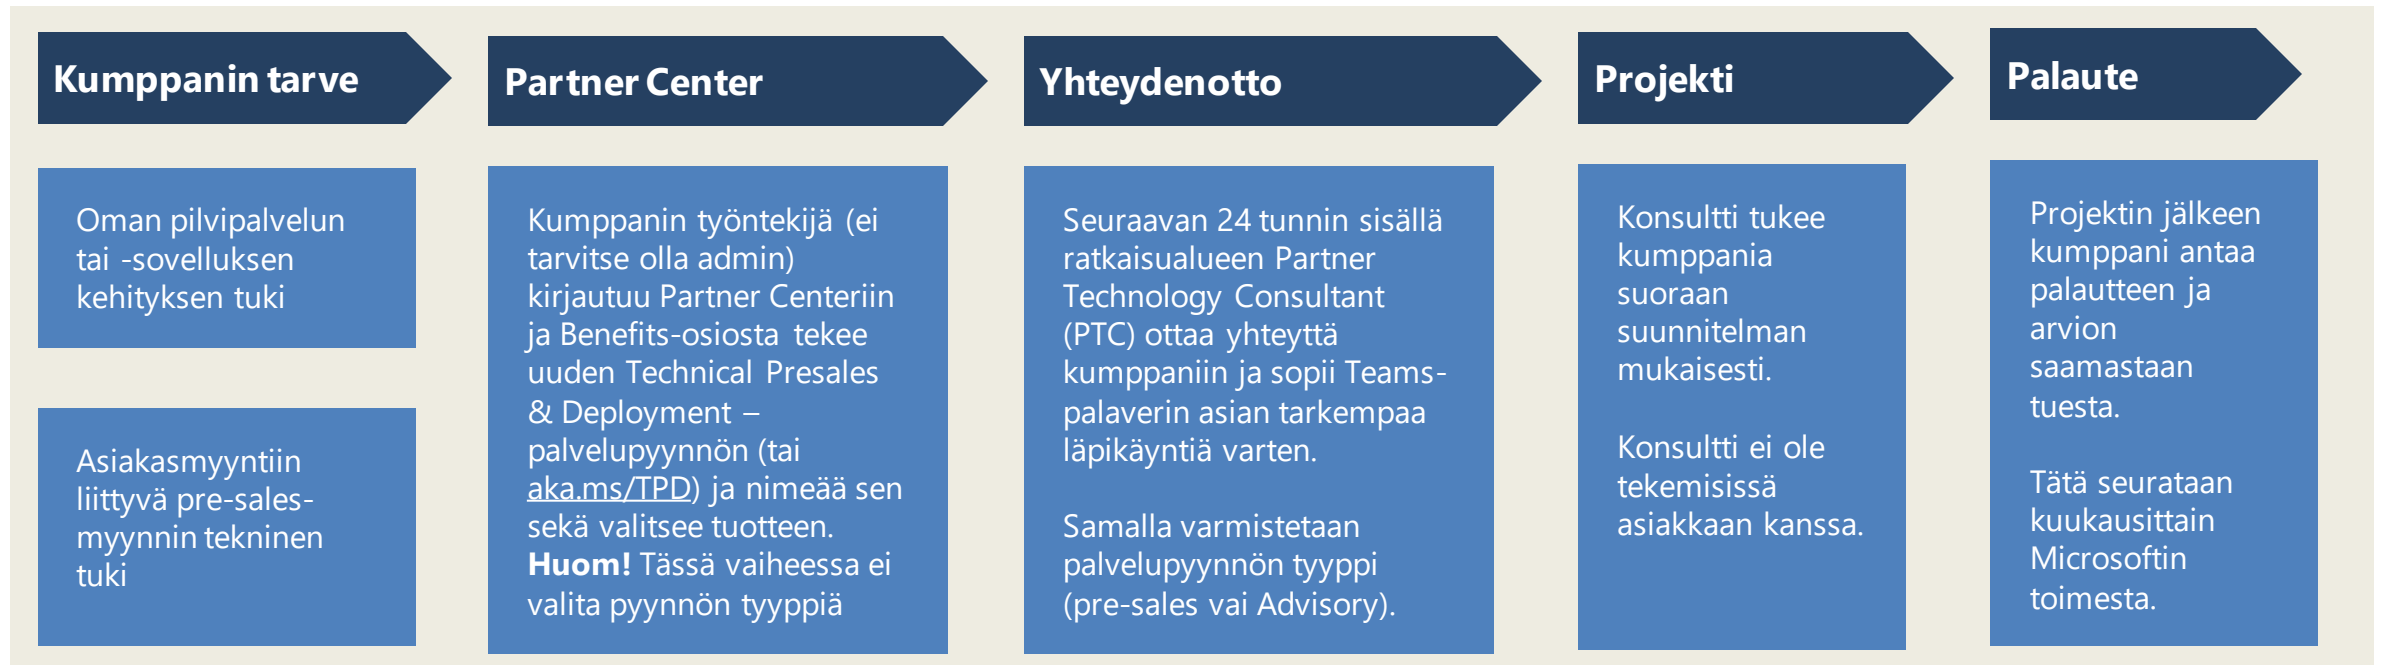 Kumppanin tarve
Oman pilvipalvelun
tai -sovelluksen
kehityksen tuki
Asiakasmyyntiin
liittyvä pre-sales-
myynnin tekninen
tuki
Partner Center
Kumppanin työntekijä (ei
tarvitse olla admin)
kirjautuu Partner Centeriin
ja Benefits-osiosta tekee
uuden Technical Presales
& Deployment –
palvelupyynnön (tai
aka.ms/TPD) ja nimeää sen
sekä valitsee tuotteen.
Huom! Tässä vaiheessa ei
valita pyynnön tyyppiä
Yhteydenotto
Seuraavan 24 tunnin sisällä
ratkaisualueen Partner
Technology Consultant
(PTC) ottaa yhteyttä
kumppaniin ja sopii Teams-
palaverin asian tarkempaa
läpikäyntiä varten.
Samalla varmistetaan
palvelupyynnön tyyppi
(pre-sales vai Advisory).
Projekti
Konsultti tukee
kumppania
suoraan
suunnitelman
mukaisesti.
Konsultti ei ole
tekemisissä
asiakkaan kanssa.
Palaute
Projektin jälkeen
kumppani antaa
palautteen ja
arvion
saamastaan
tuesta.
Tätä seurataan
kuukausittain
Microsoftin
toimesta.